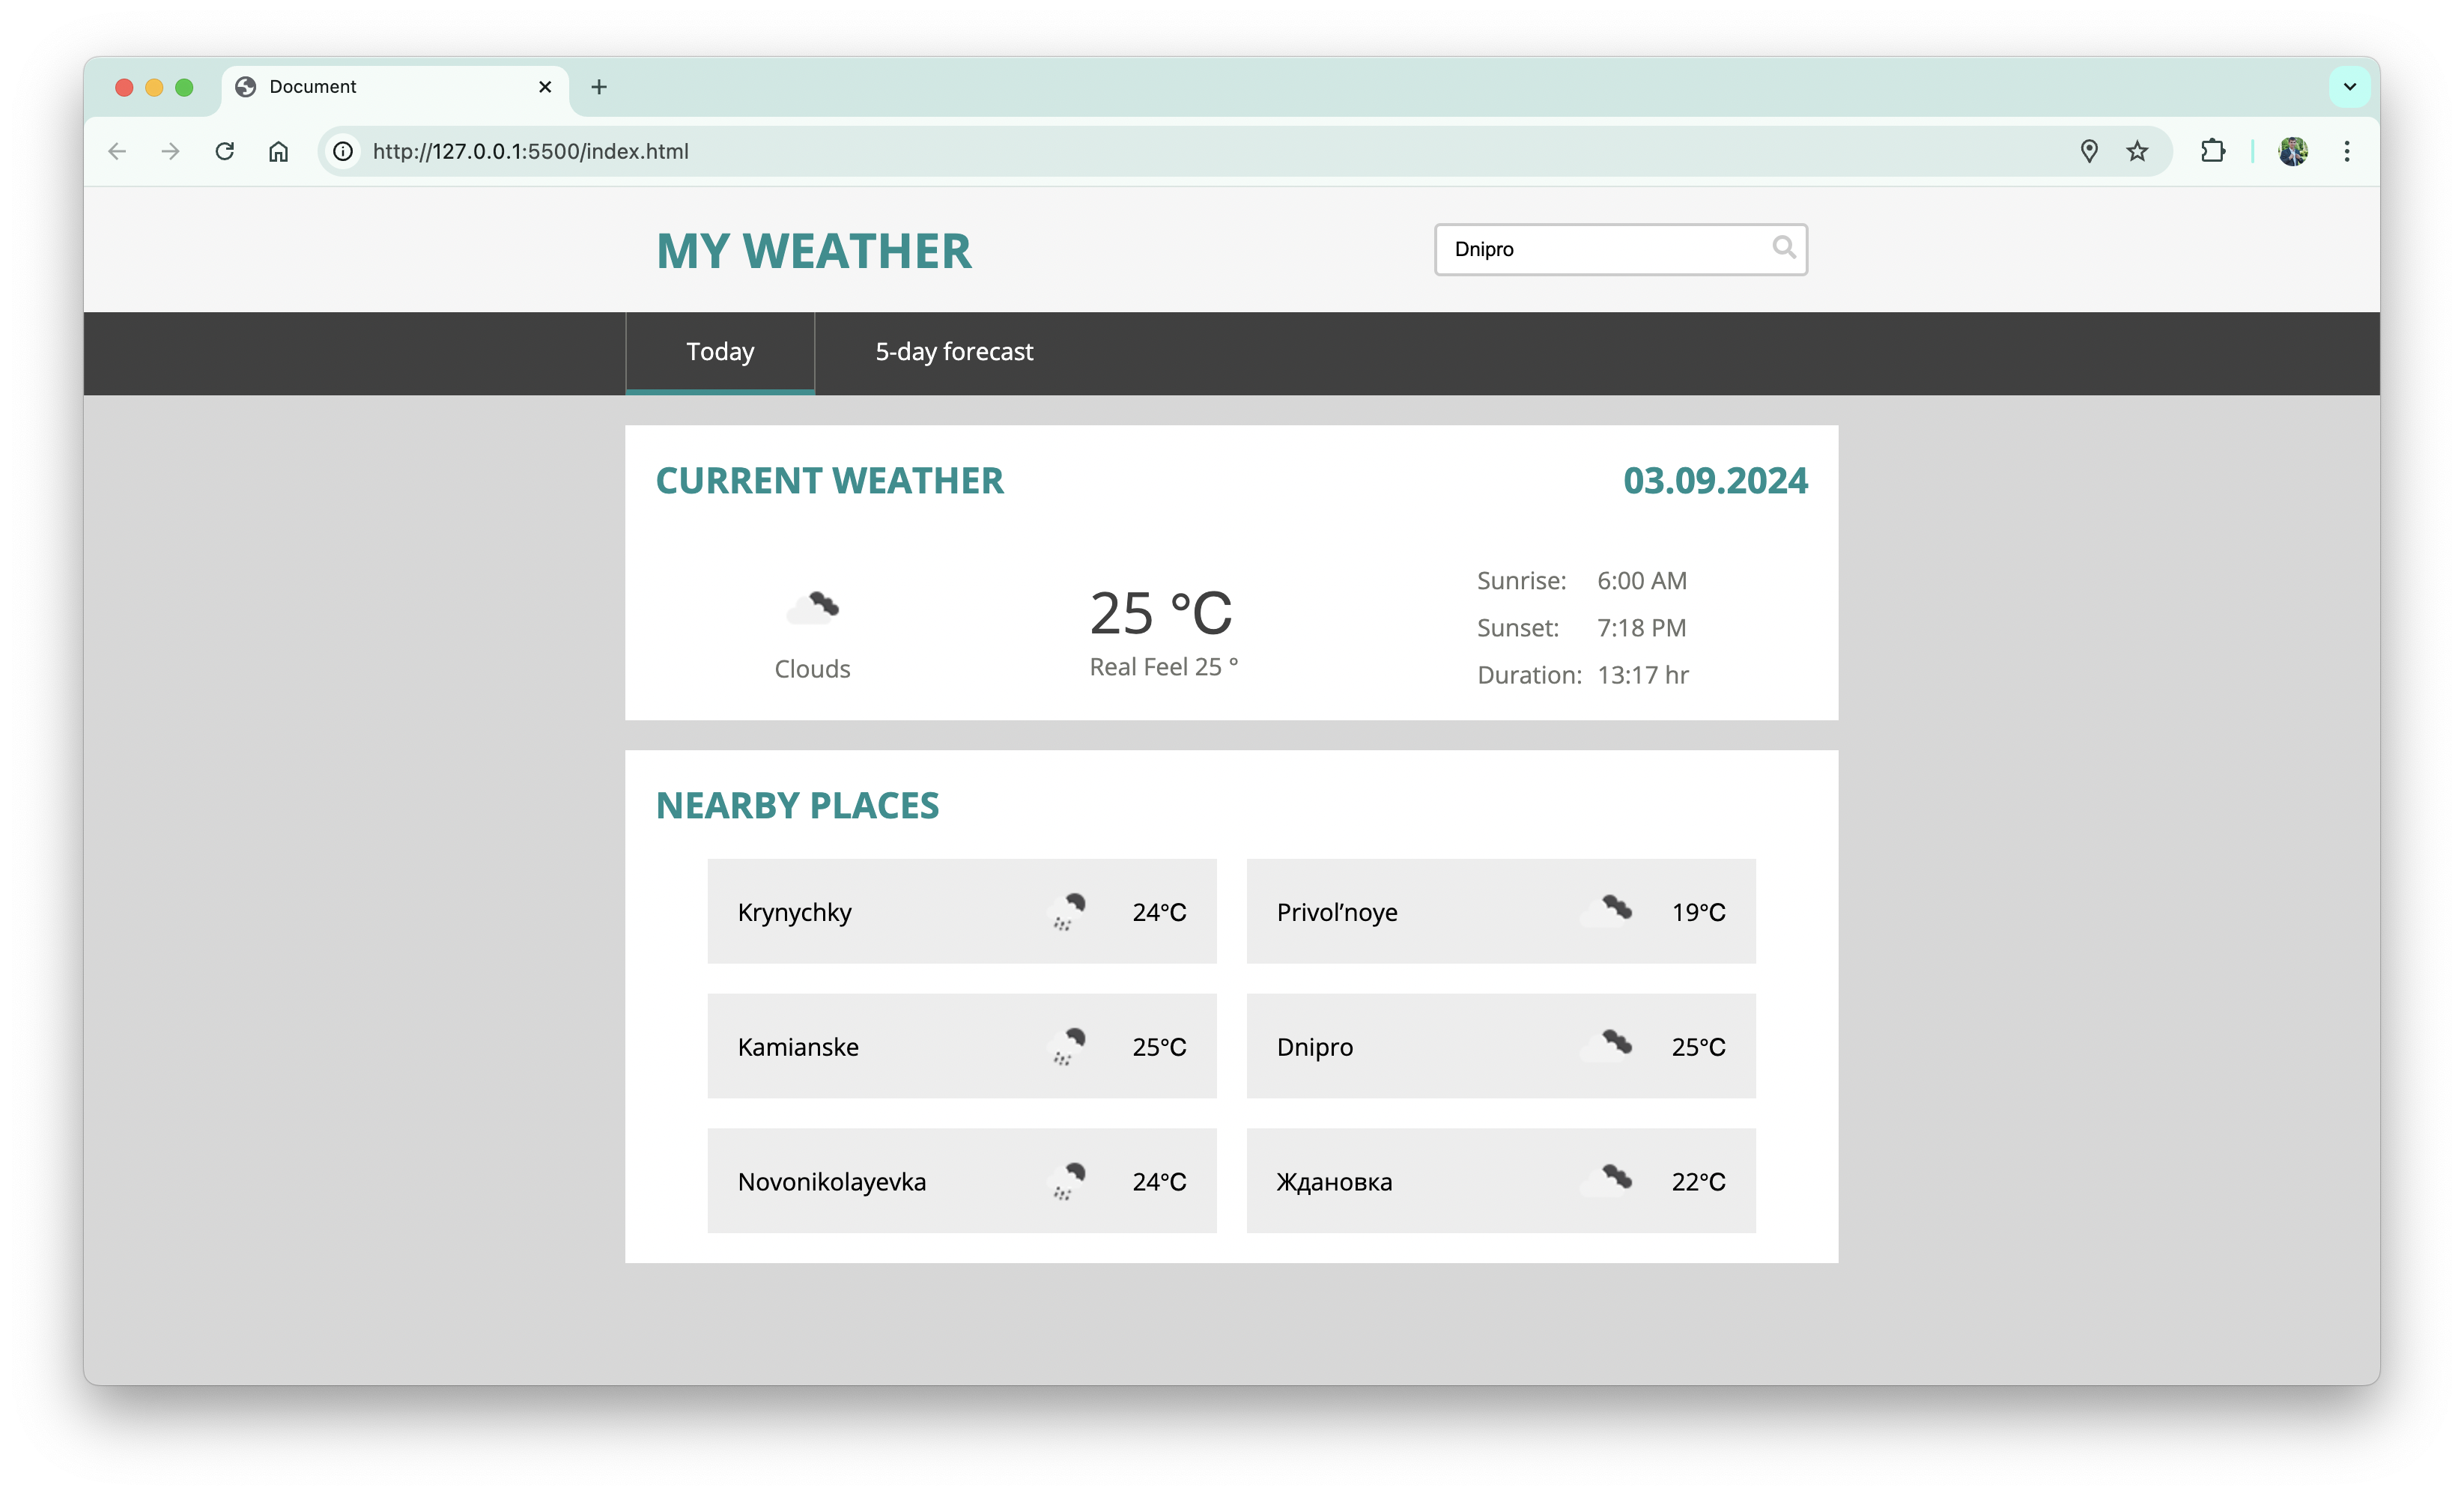 Document
http://127.0.0.1:5500/index.html
MY WEATHER
Dnipro
Today 5-day forecast
CURRENT WEATHER 03.09.2024
Clouds
25 °C
Real Feel 25 °
Sunrise: 6:00 AM
Sunset: 7:18 PM
Duration: 13:17 hr
NEARBY PLACES
Krynychky 24°C
Privol’noye 19°C
Kamianske 25°C
Dnipro 25°C
Novonikolayevka 24°C
Ждановка 22°C